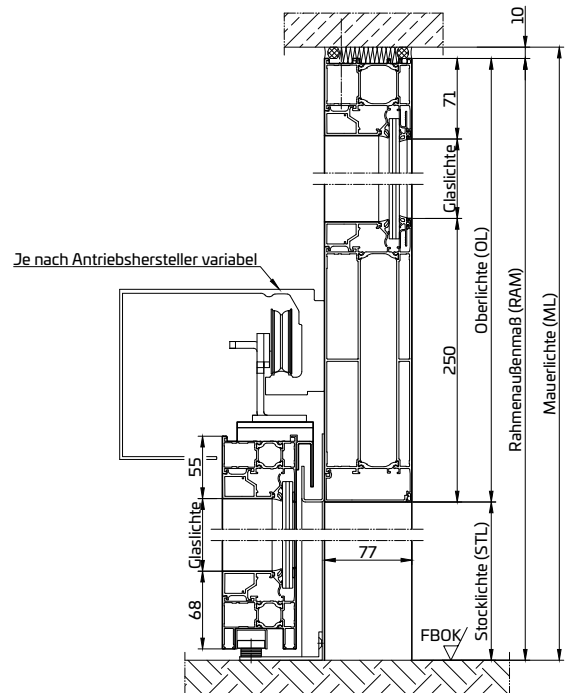 10
71
Glaslichte
Je nach Antriebshersteller variabel
250
Oberlichte (OL)
Rahmenaußenmaß (RAM)
Mauerlichte (ML)
55
Glaslichte
68
77
Stocklichte (STL)
FBOK